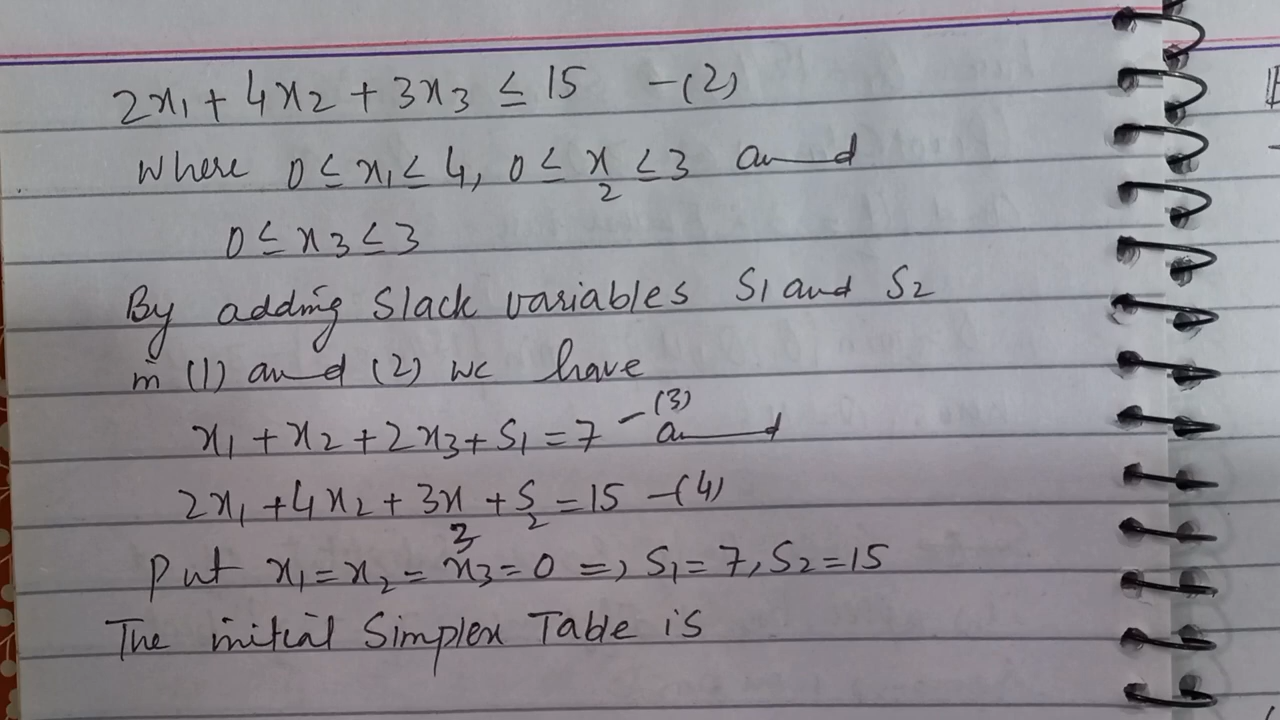 2x₁ + 4x₂ + 3x₃ ≤ 15 -(2)
Where 0 ≤ x₁ ≤ 4, 0 ≤ x₂ ≤ 3 and
0 ≤ x₃ ≤ 3
By adding Slack variables S₁ and S₂
in (1) and (2) we have
x₁ + x₂ + 2x₃ + S₁ = 7 -(3) and
2x₁ + 4x₂ + 3x₃ + S₂ = 15 -(4)
Put x₁ = x₂ = x₃ = 0 => S₁ = 7, S₂ = 15
The initial Simplex Table is